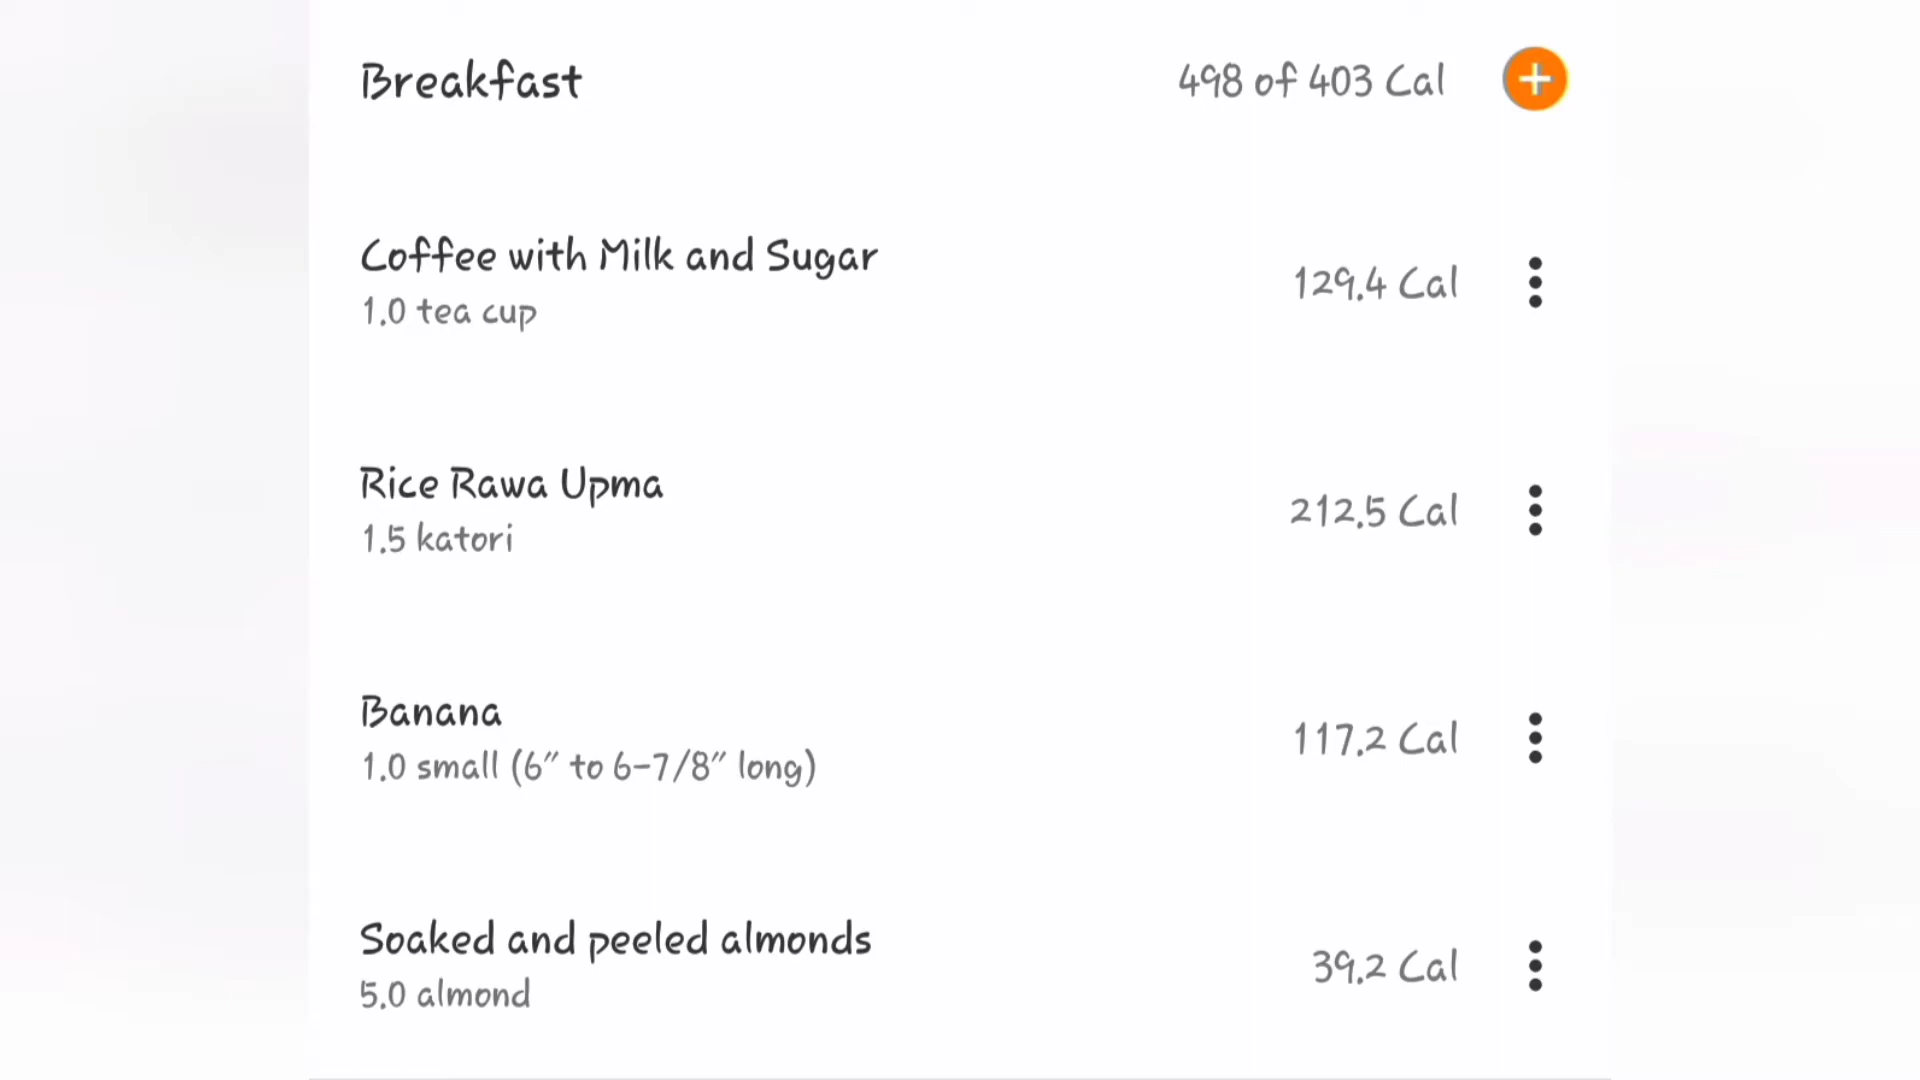 Breakfast 498 of 403 Cal
Coffee with Milk and Sugar
1.0 tea cup
129.4 Cal
Rice Rawa Upma
1.5 katori
212.5 Cal
Banana
1.0 small (6" to 6-7/8" long)
117.2 Cal
Soaked and peeled almonds
5.0 almond
39.2 Cal